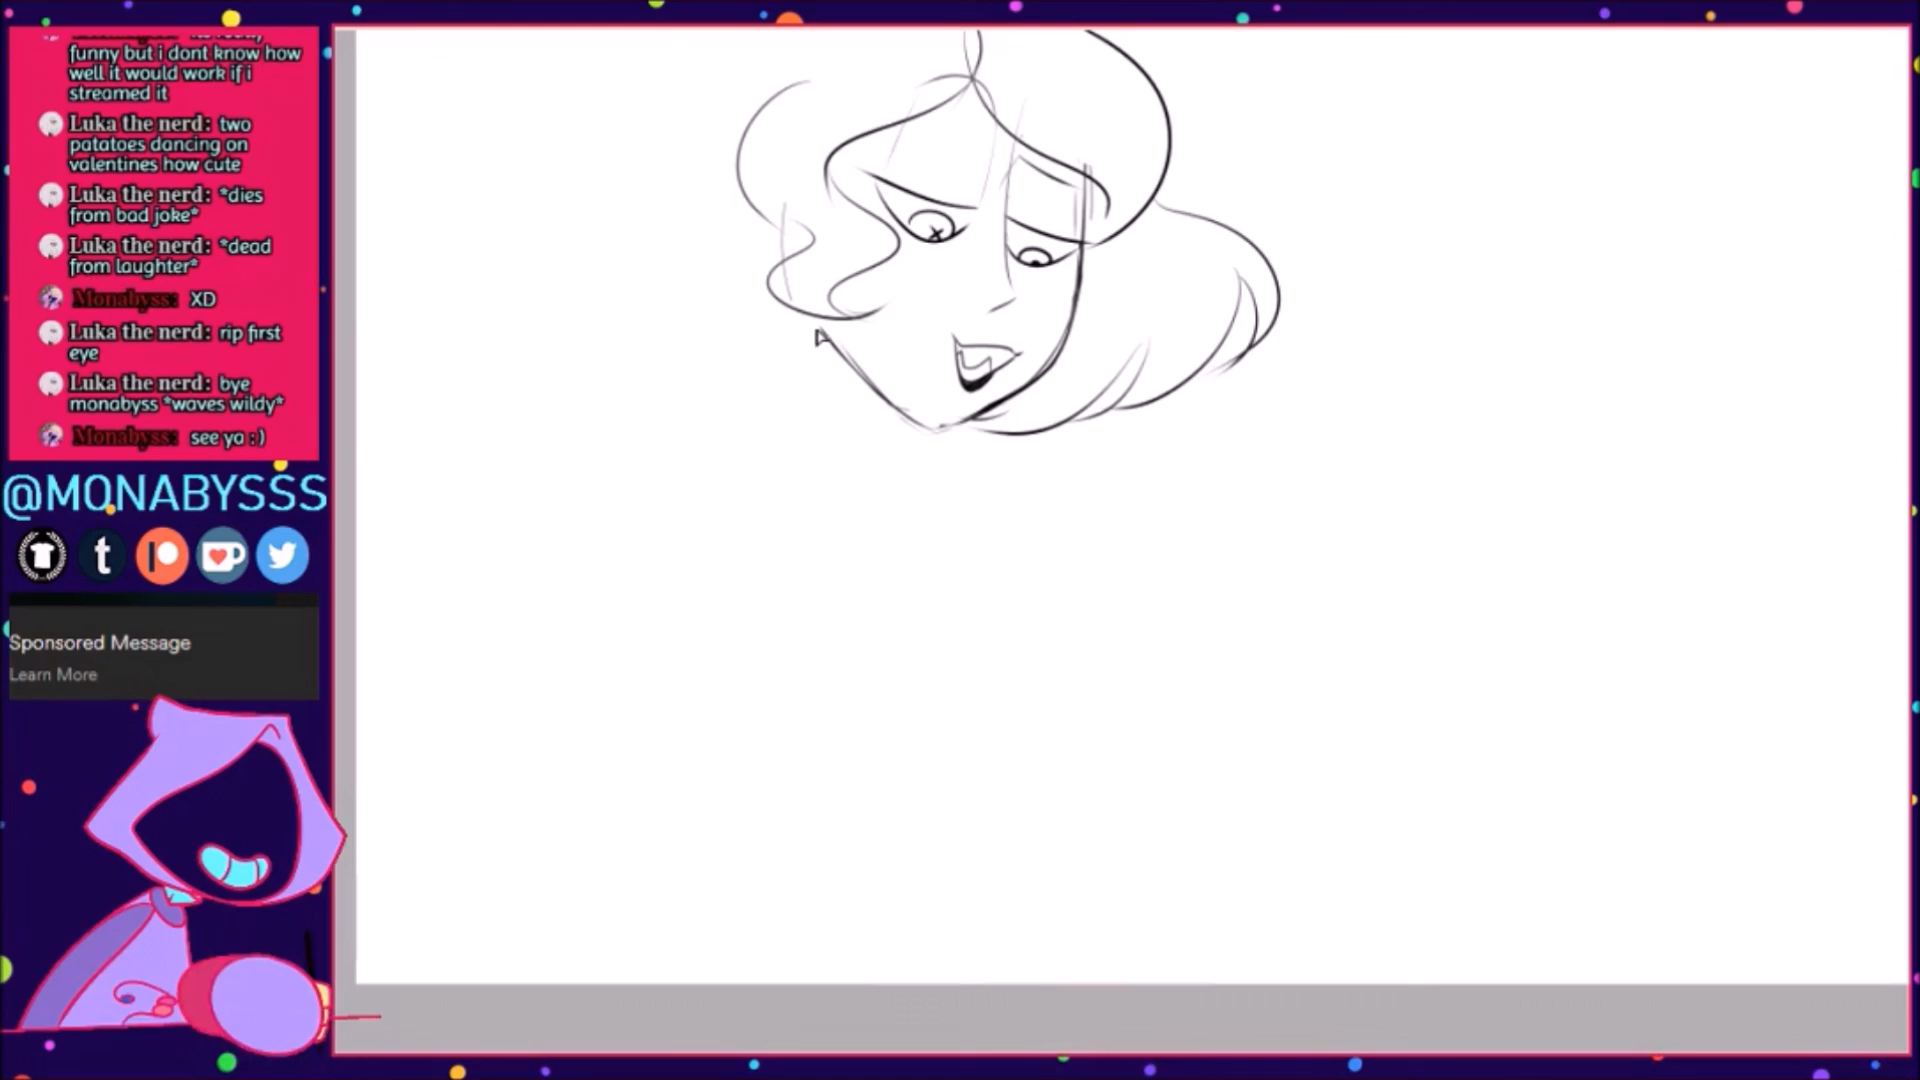 funny but i dont know how
well it would work if i
streamed it
Luka the nerd: two
patatoes dancing on
valentines how cute
Luka the nerd: *dies
from bad joke*
Luka the nerd: *dead
from laughter*
Monabyss: XD
Luka the nerd: rip first
eye
Luka the nerd: bye
monabyss *waves wildy*
Monabyss: see ya :)
@MONABYSSS
Sponsored Message
Learn More